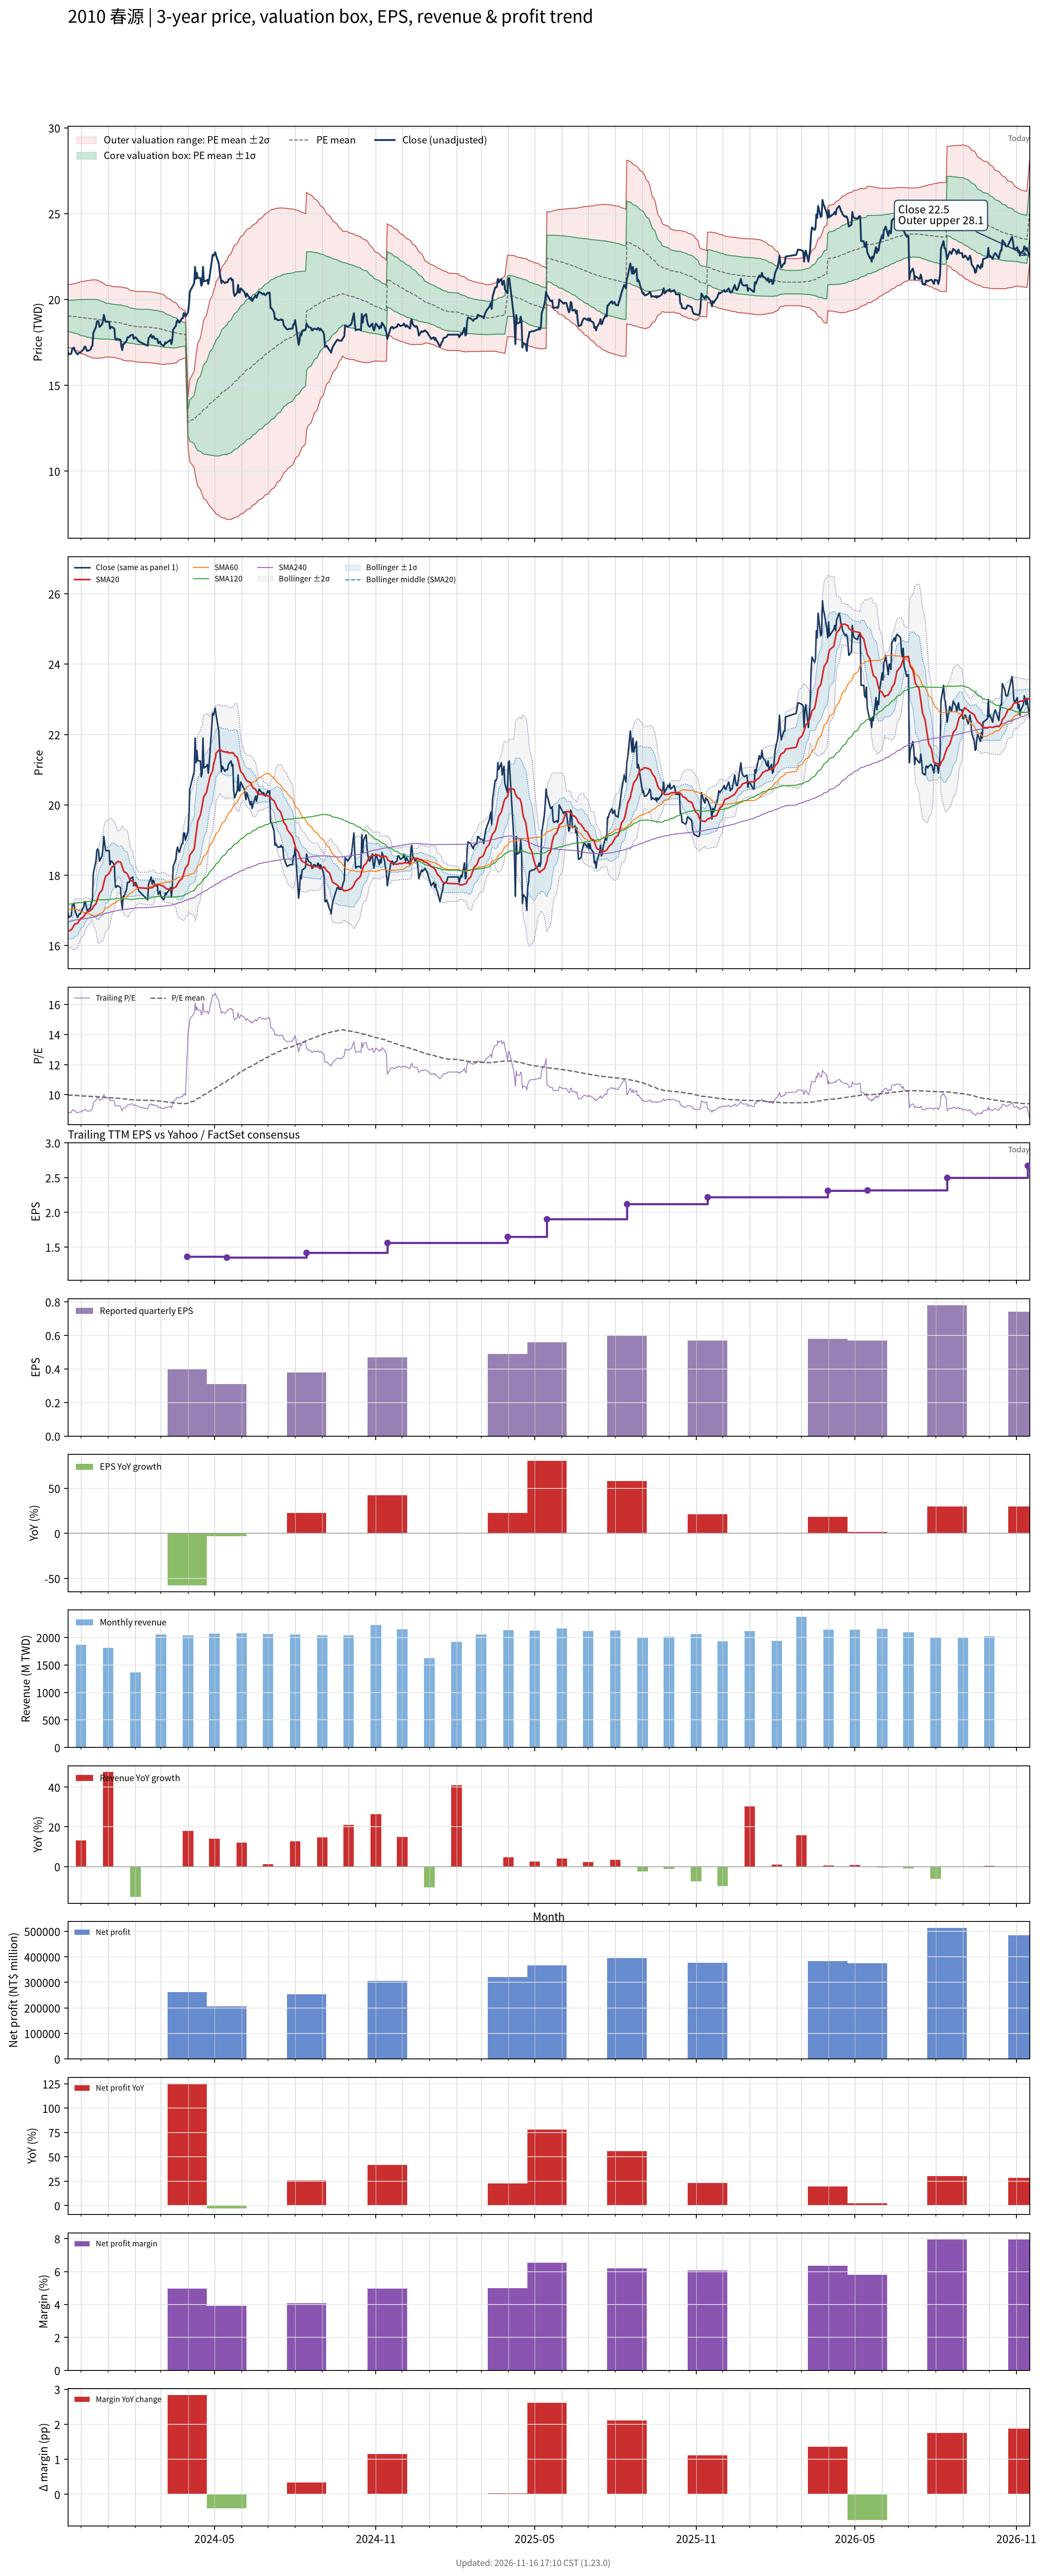 2010 春源 | 3-year price, valuation box, EPS, revenue & profit trend
Outer valuation range: PE mean ±2σ
PE mean
Close (unadjusted)
Core valuation box: PE mean ±1σ
Today
Close 22.5
Outer upper 28.1
Price (TWD)
30
25
20
15
10
Close (same as panel 1)
SMA60
SMA240
Bollinger ±1σ
SMA20
SMA120
Bollinger ±2σ
Bollinger middle (SMA20)
Price
26
24
22
20
18
16
Trailing P/E
P/E mean
P/E
16
14
12
10
Trailing TTM EPS vs Yahoo / FactSet consensus
Today
EPS
3.0
2.5
2.0
1.5
Reported quarterly EPS
EPS
0.8
0.6
0.4
0.2
0.0
EPS YoY growth
YoY (%)
50
0
-50
Monthly revenue
Revenue (M TWD)
2000
1500
1000
500
0
Revenue YoY growth
YoY (%)
40
20
0
Month
Net profit
Net profit (NT$ million)
500000
400000
300000
200000
100000
0
Net profit YoY
YoY (%)
125
100
75
50
25
0
Net profit margin
Margin (%)
8
6
4
2
0
Margin YoY change
Δ margin (pp)
3
2
1
0
2024-05
2024-11
2025-05
2025-11
2026-05
2026-11
Updated: 2026-11-16 17:10 CST (1.23.0)